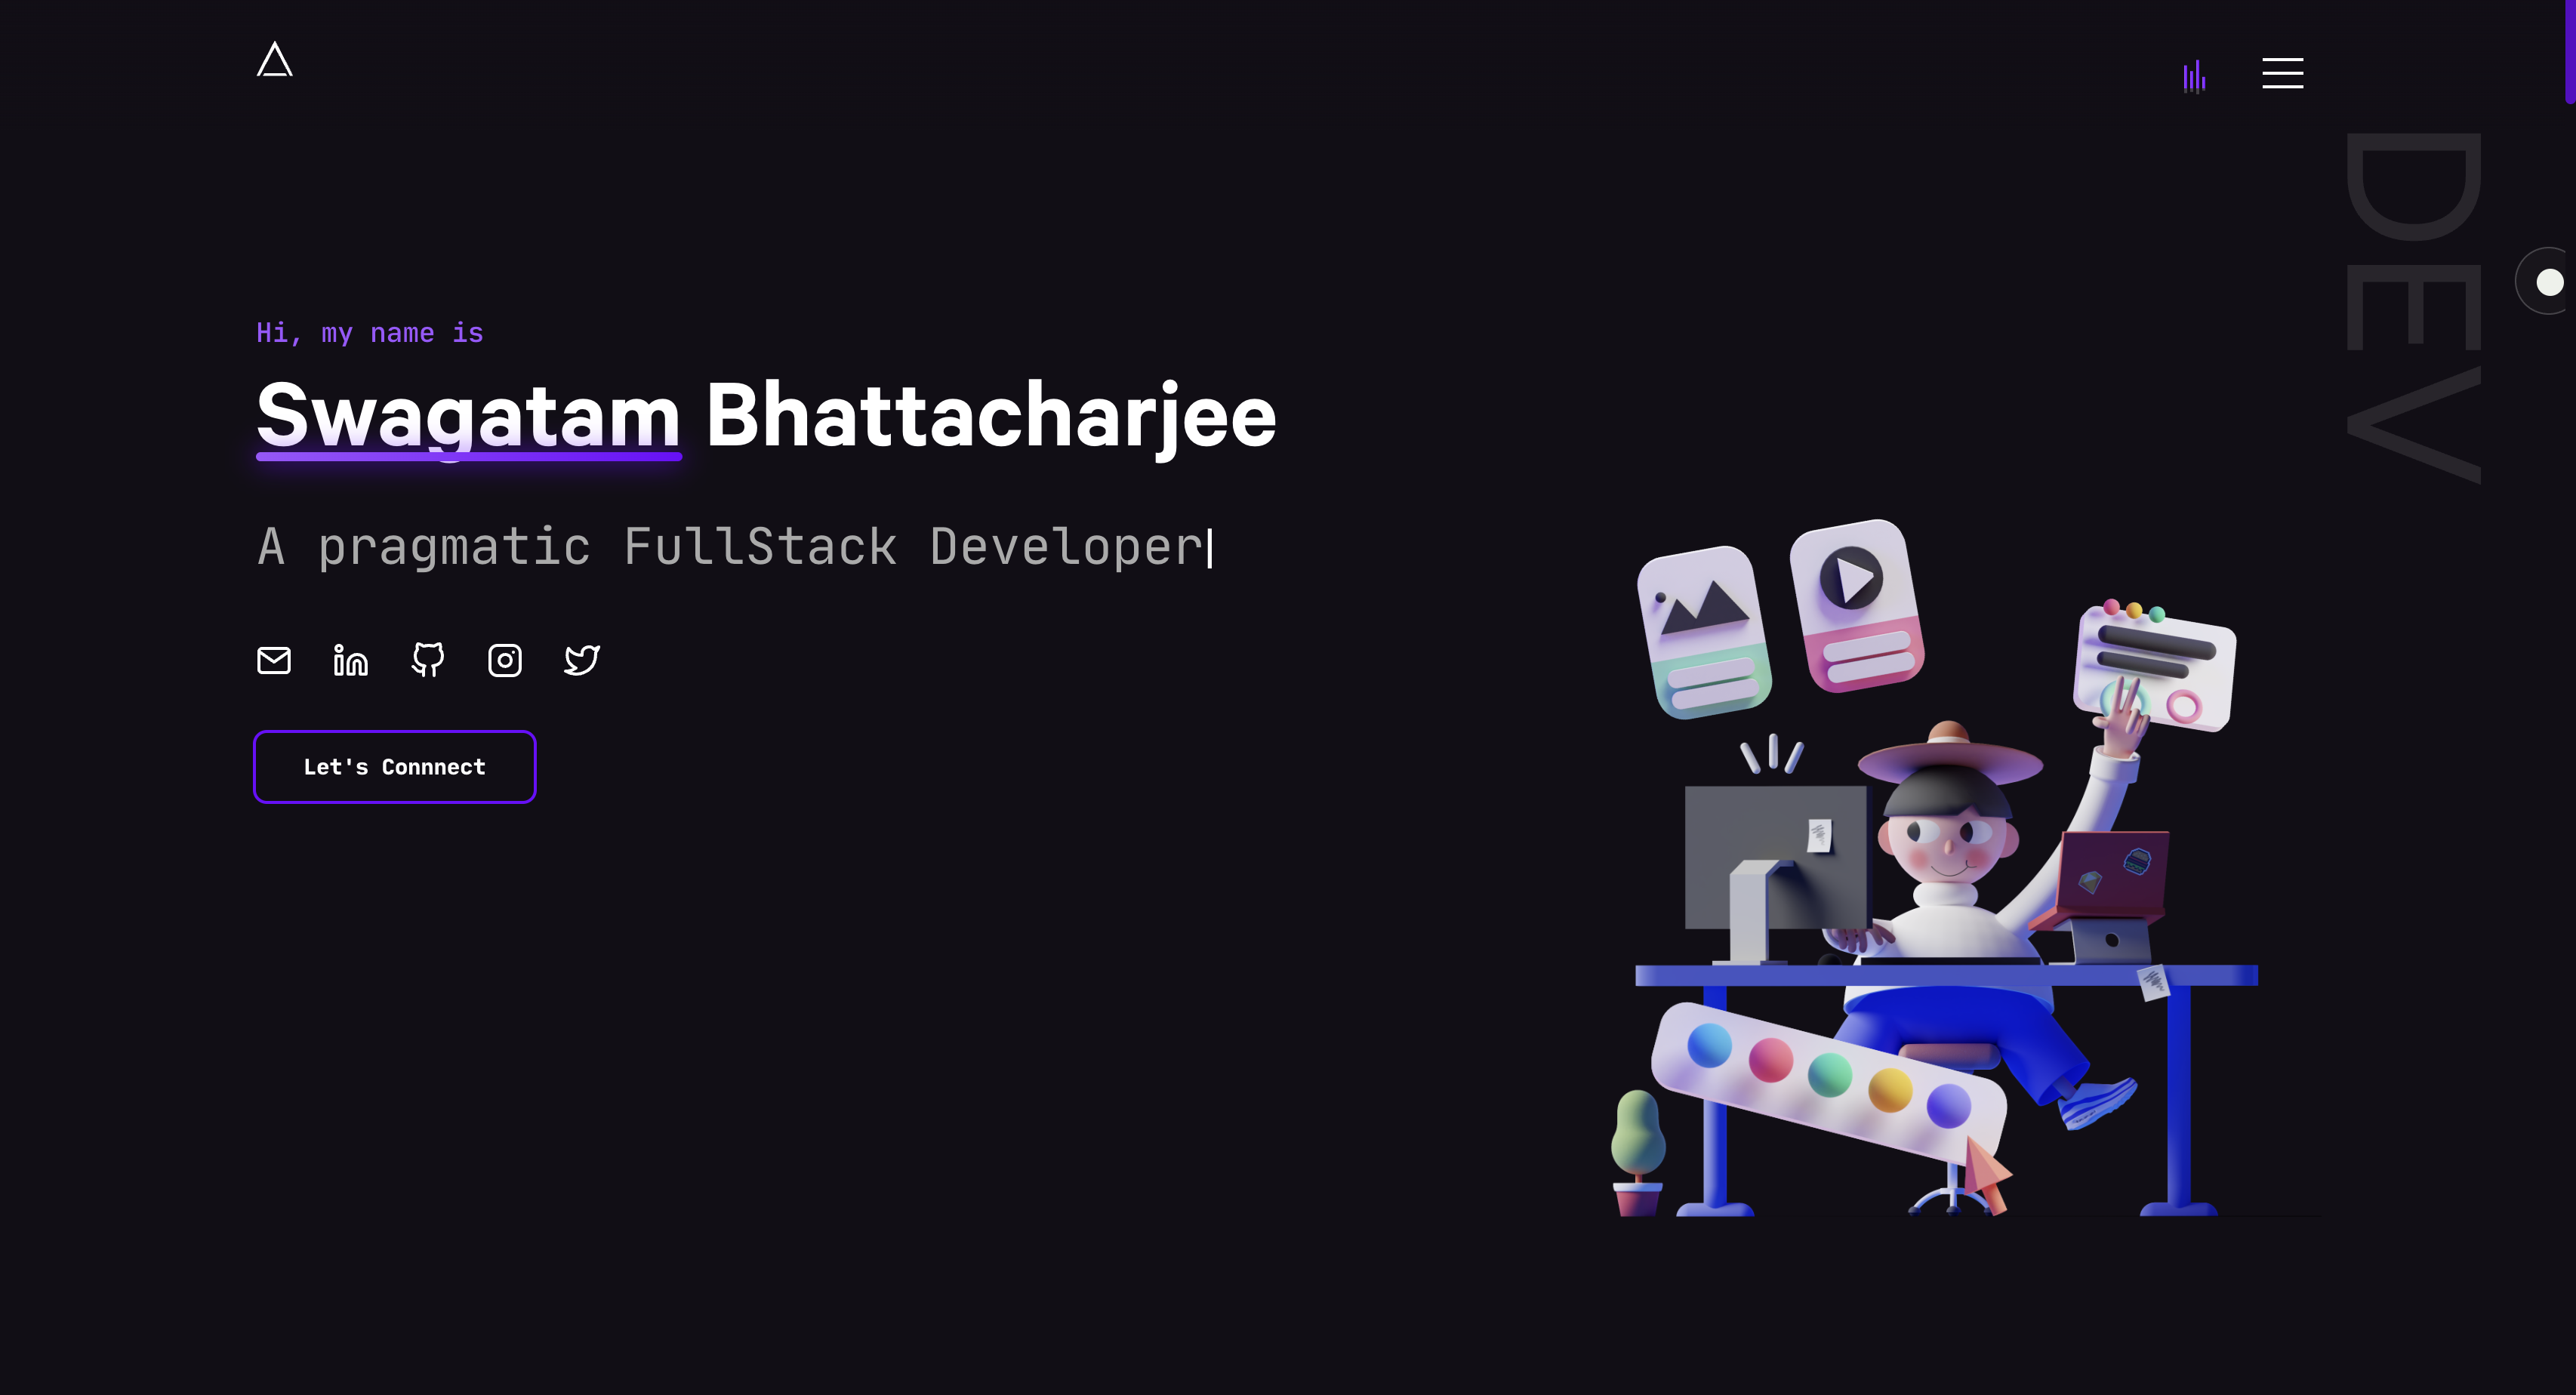 Hi, my name is
Swagatam Bhattacharjee
A pragmatic FullStack Developer
Let's Connnect
DEV